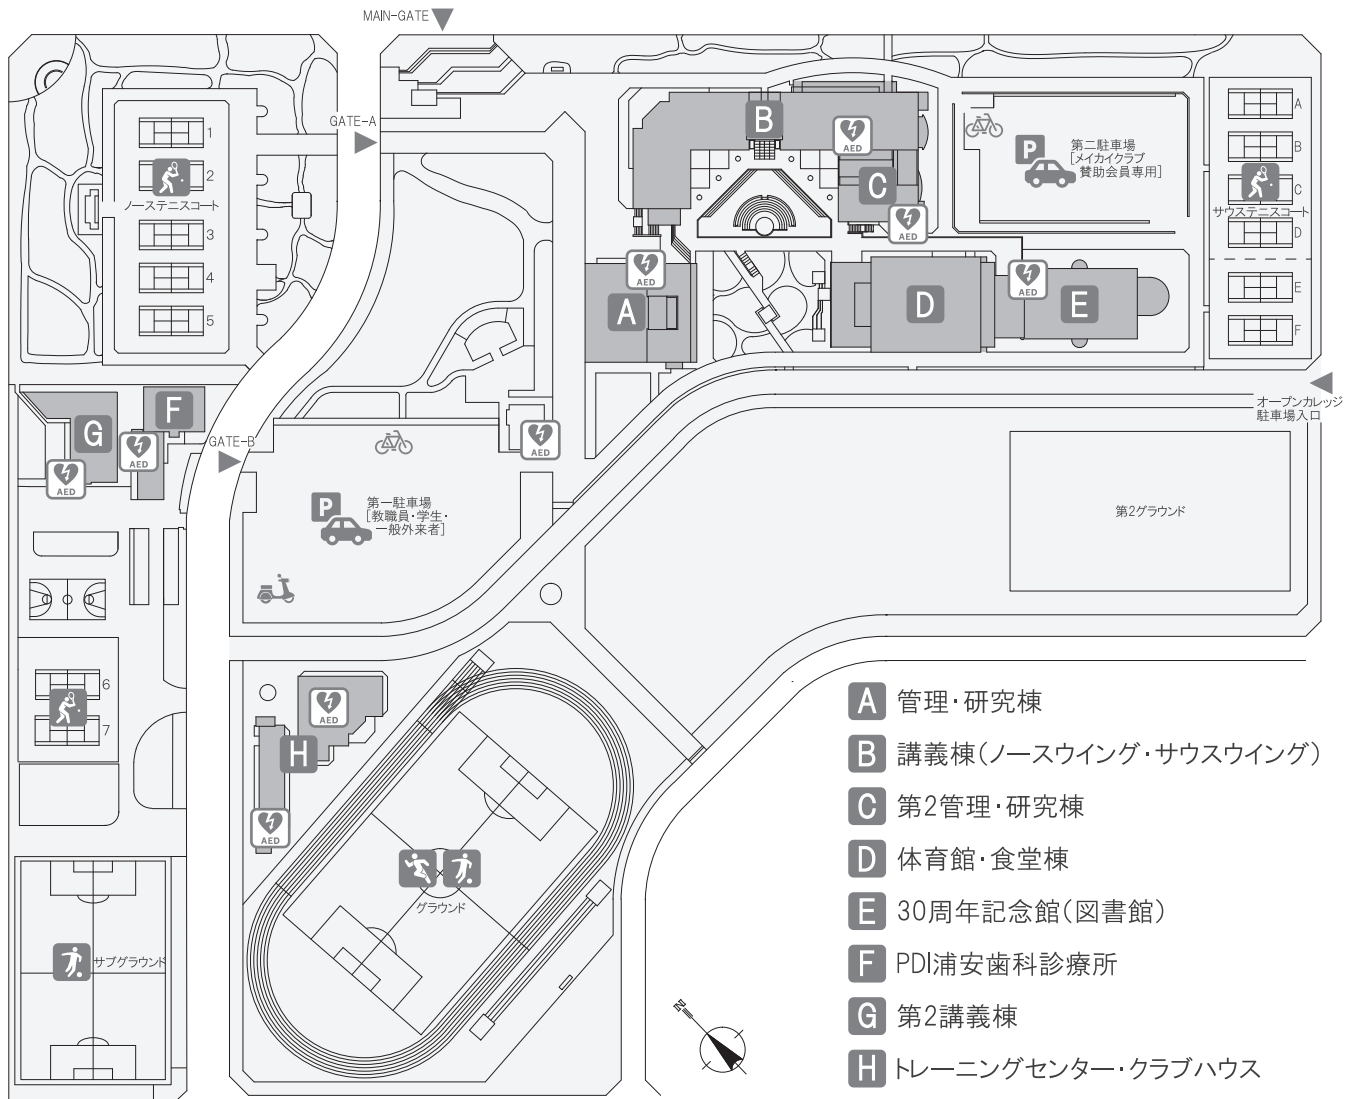 MAIN-GATE
GATE-A
1
2
ノーステニスコート
3
4
5
B
AED
C
AED
P
第二駐車場
[メイカイクラブ
賛助会員専用]
A
B
C
サウステニスコート
D
E
F
AED
A
D
AED
E
オープンカレッジ
駐車場入口
F
G
AED
AED
GATE-B
AED
P
第一駐車場
[教職員・学生・
一般外来者]
第2グラウンド
6
7
AED
H
AED
グラウンド
サブグラウンド
N
A 管理・研究棟
B 講義棟(ノースウイング・サウスウイング)
C 第2管理・研究棟
D 体育館・食堂棟
E 30周年記念館(図書館)
F PDI浦安歯科診療所
G 第2講義棟
H トレーニングセンター・クラブハウス